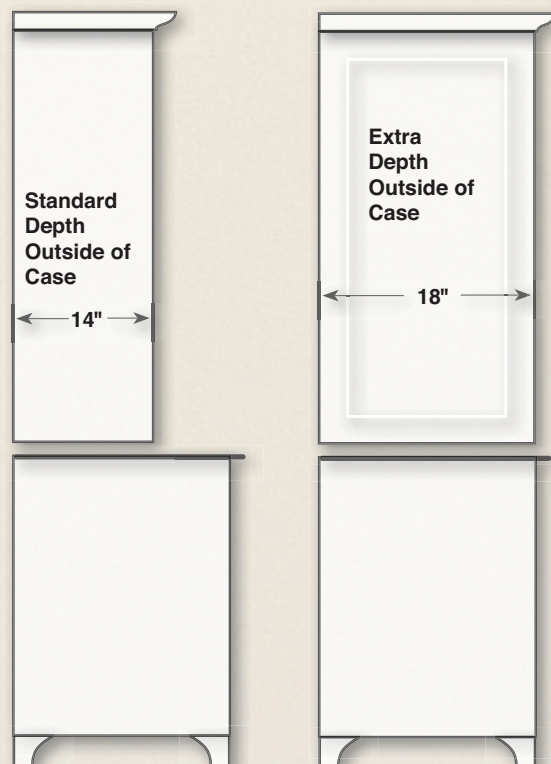 Standard
Depth
Outside of
Case
14"
Extra
Depth
Outside of
Case
18"